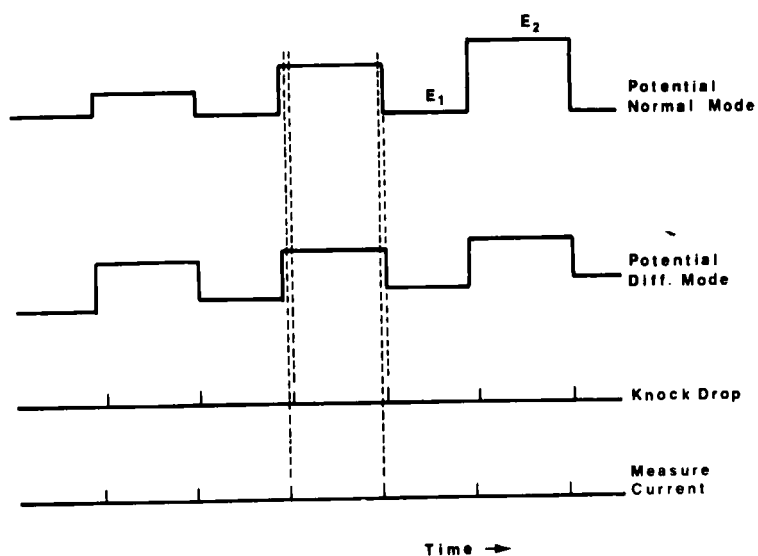 E2
E1
Potential
Normal Mode
Potential
Diff. Mode
Knock Drop
Measure
Current
Time →